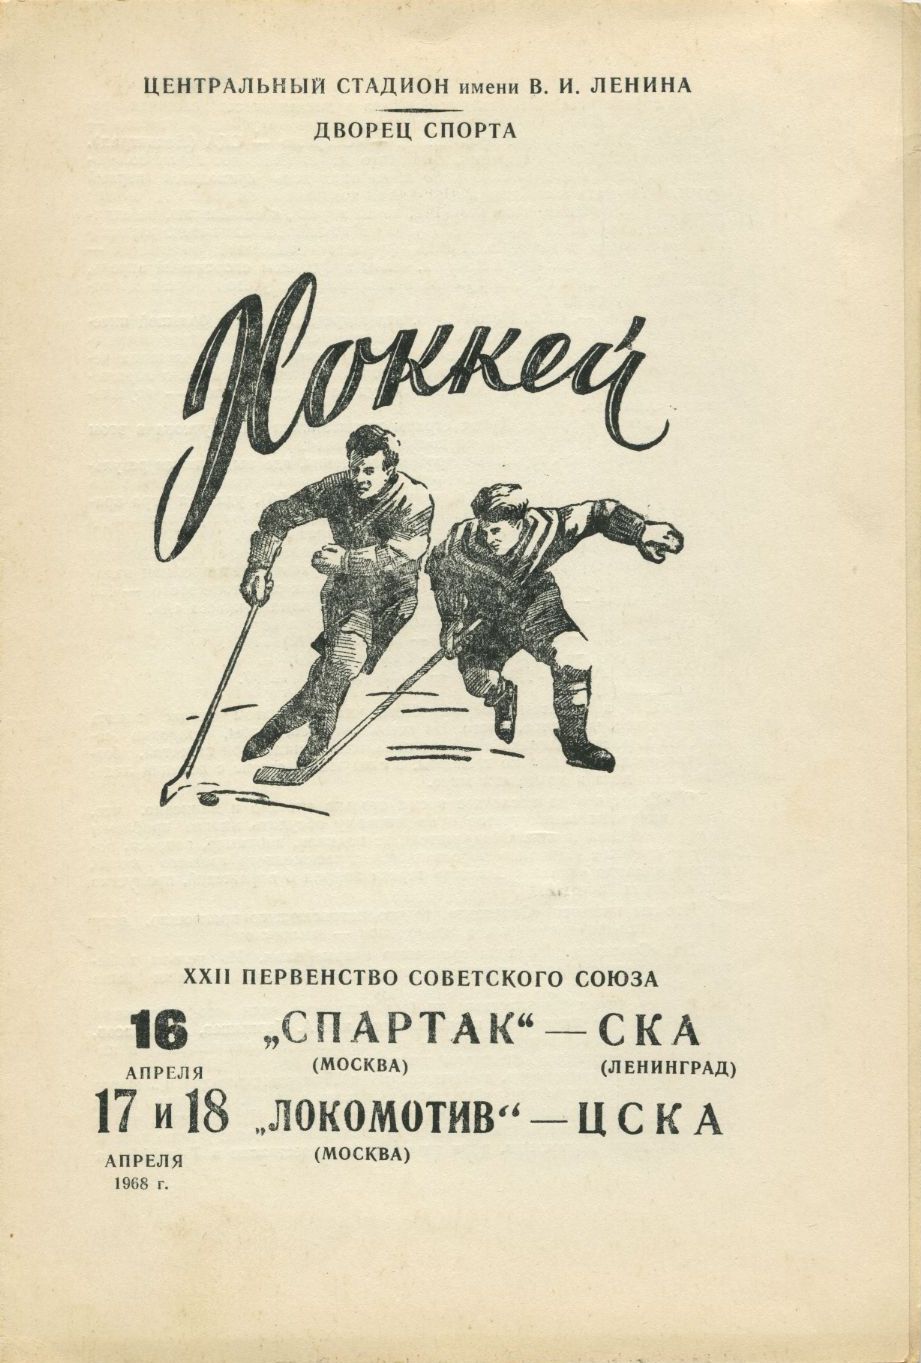 ЦЕНТРАЛЬНЫЙ СТАДИОН имени В. И. ЛЕНИНА
ДВОРЕЦ СПОРТА
Хоккей
XXII ПЕРВЕНСТВО СОВЕТСКОГО СОЮЗА
16 „СПАРТАК“ — СКА
АПРЕЛЯ (МОСКВА) (ЛЕНИНГРАД)
17 и 18 „ЛОКОМОТИВ“ — ЦСКА
АПРЕЛЯ (МОСКВА)
1968 г.